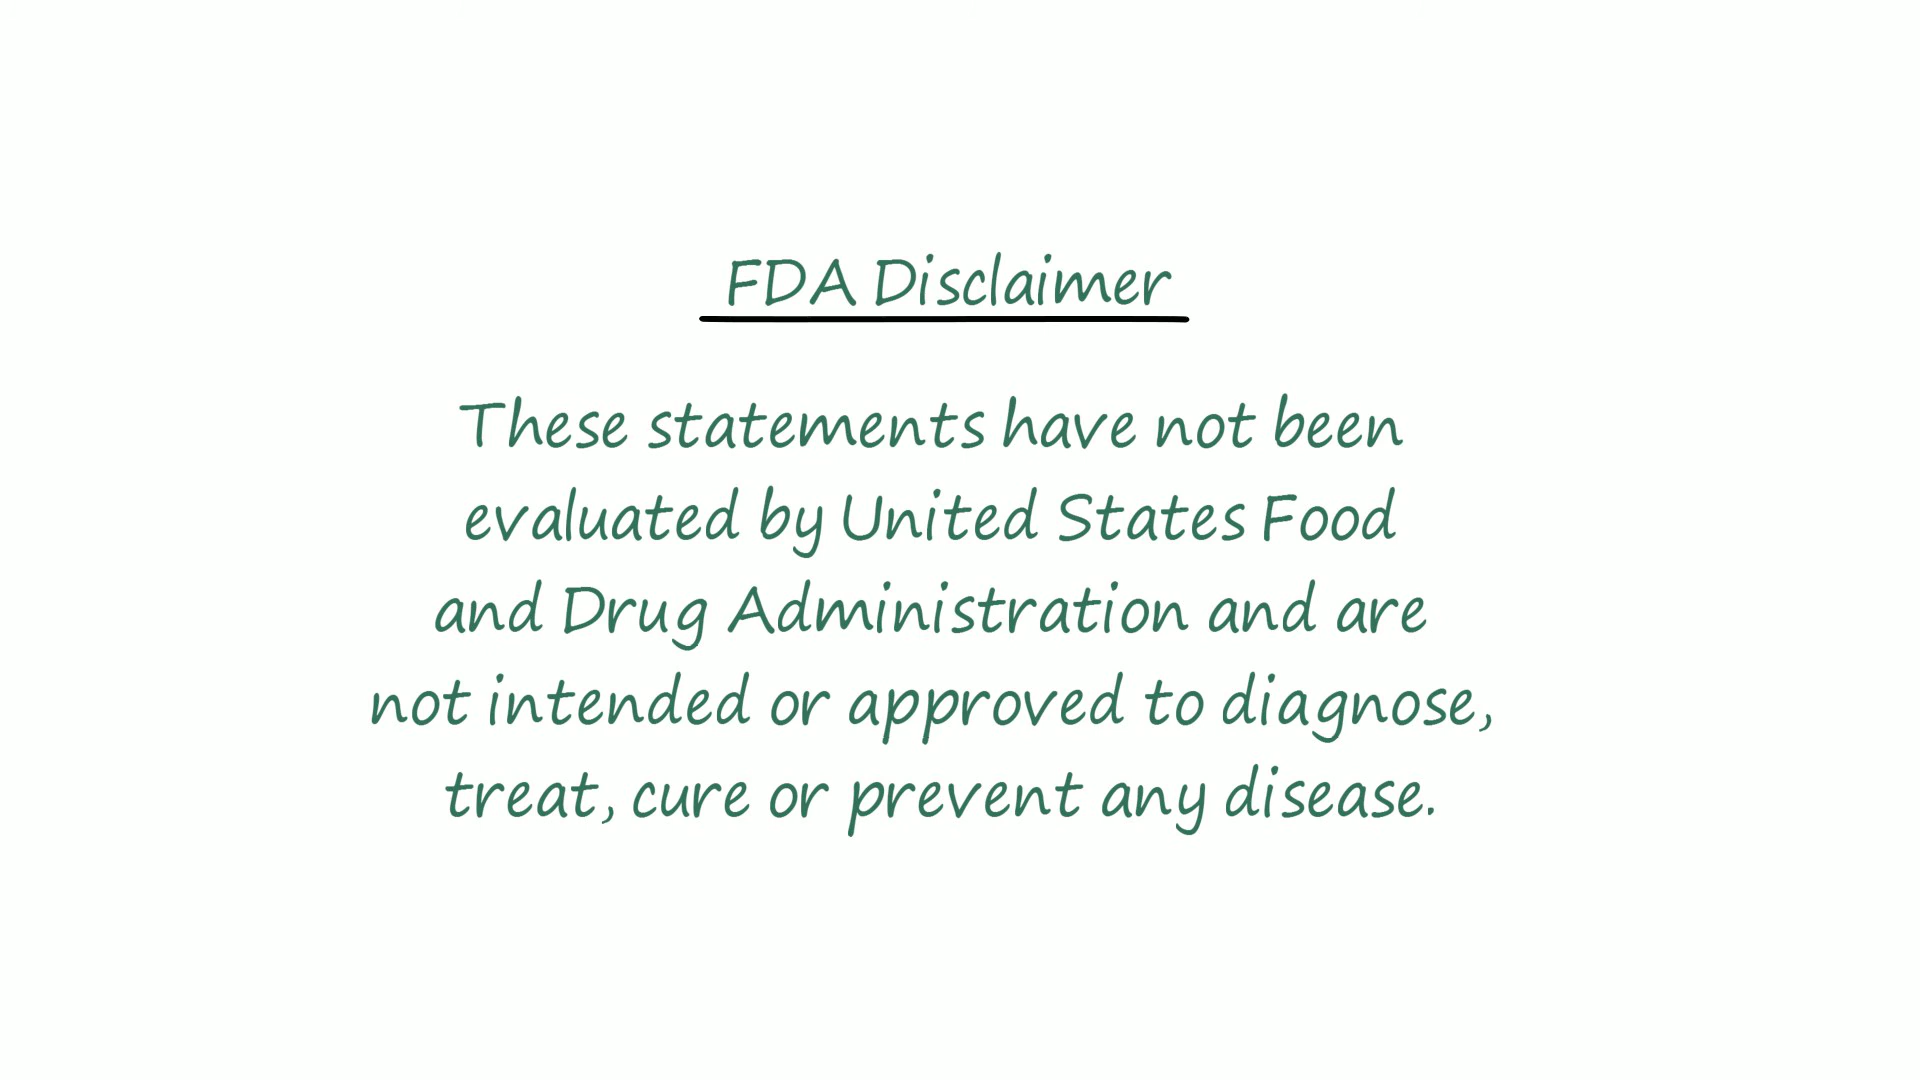 FDA Disclaimer
These statements have not been
evaluated by United States Food
and Drug Administration and are
not intended or approved to diagnose,
treat, cure or prevent any disease.